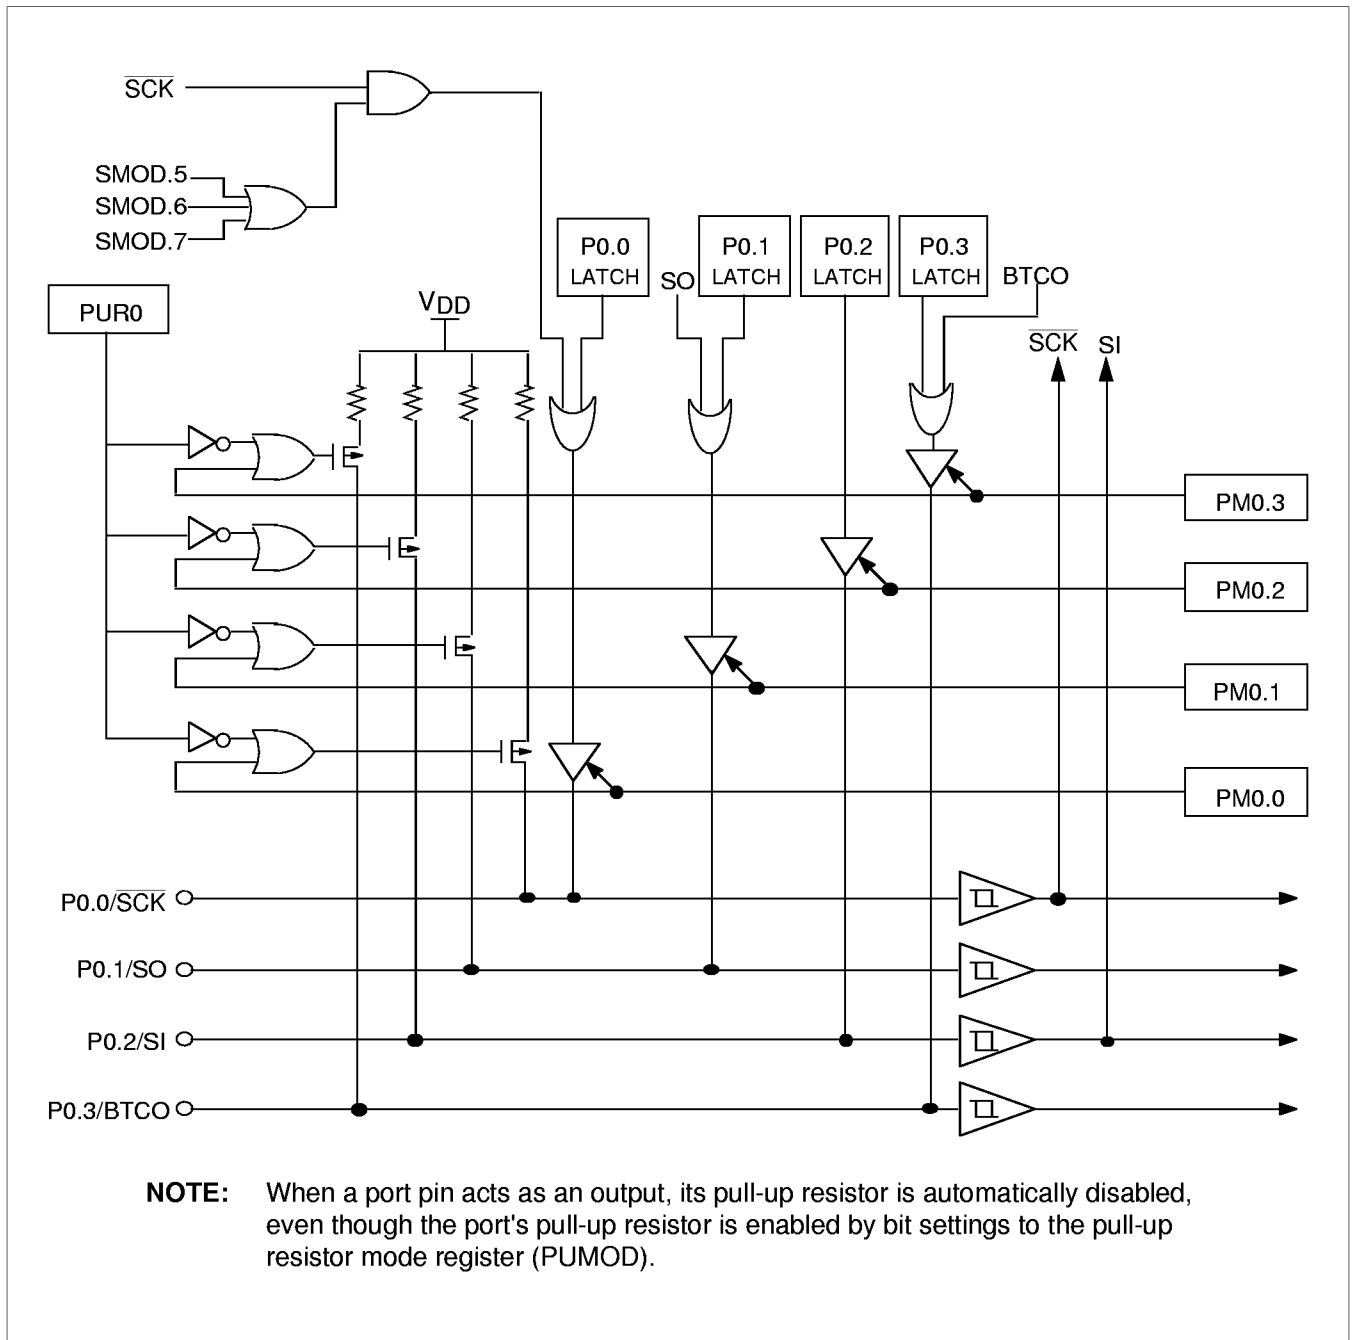 SCK
SMOD.5
SMOD.6
SMOD.7
PUR0
VDD
P0.0
LATCH
SO
P0.1
LATCH
P0.2
LATCH
P0.3
LATCH
BTCO
SCK
SI
PM0.3
PM0.2
PM0.1
PM0.0
P0.0/SCK
P0.1/SO
P0.2/SI
P0.3/BTCO
NOTE: When a port pin acts as an output, its pull-up resistor is automatically disabled,
even though the port's pull-up resistor is enabled by bit settings to the pull-up
resistor mode register (PUMOD).